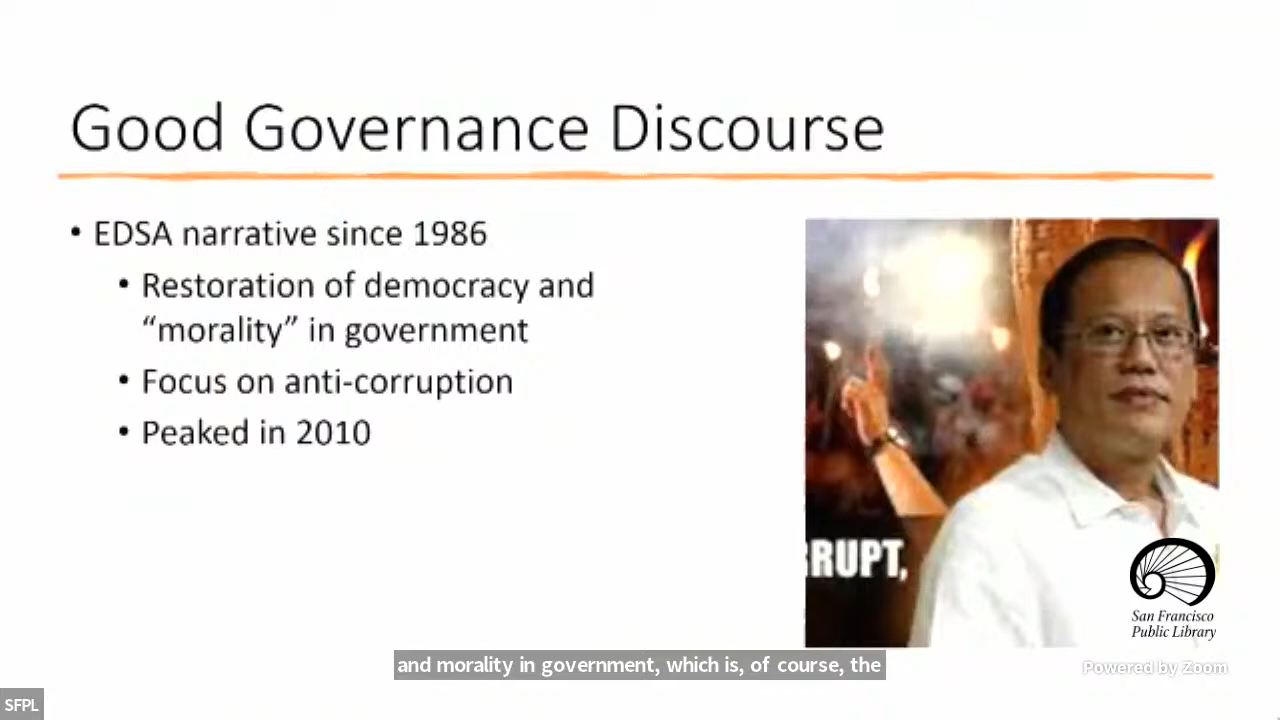 Good Governance Discourse
• EDSA narrative since 1986
• Restoration of democracy and
“morality” in government
• Focus on anti-corruption
• Peaked in 2010
RRUPT,
San Francisco
Public Library
and morality in government, which is, of course, the
Powered by Zoom
SFPL